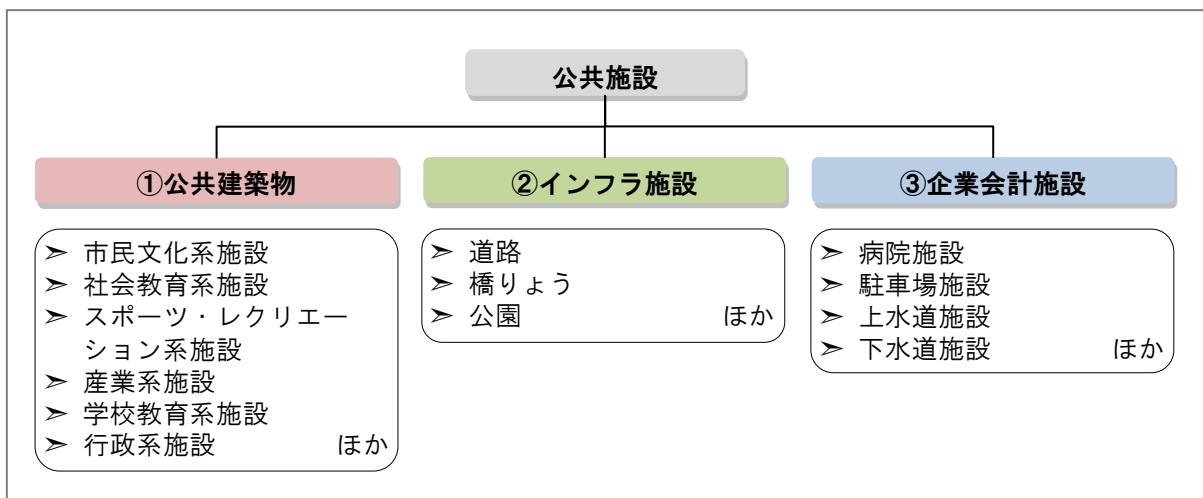 公共施設
①公共建築物
➢ 市民文化系施設
➢ 社会教育系施設
➢ スポーツ・レクリエー
ション系施設
➢ 産業系施設
➢ 学校教育系施設
➢ 行政系施設 ほか
②インフラ施設
➢ 道路
➢ 橋りょう
➢ 公園 ほか
③企業会計施設
➢ 病院施設
➢ 駐車場施設
➢ 上水道施設
➢ 下水道施設 ほか